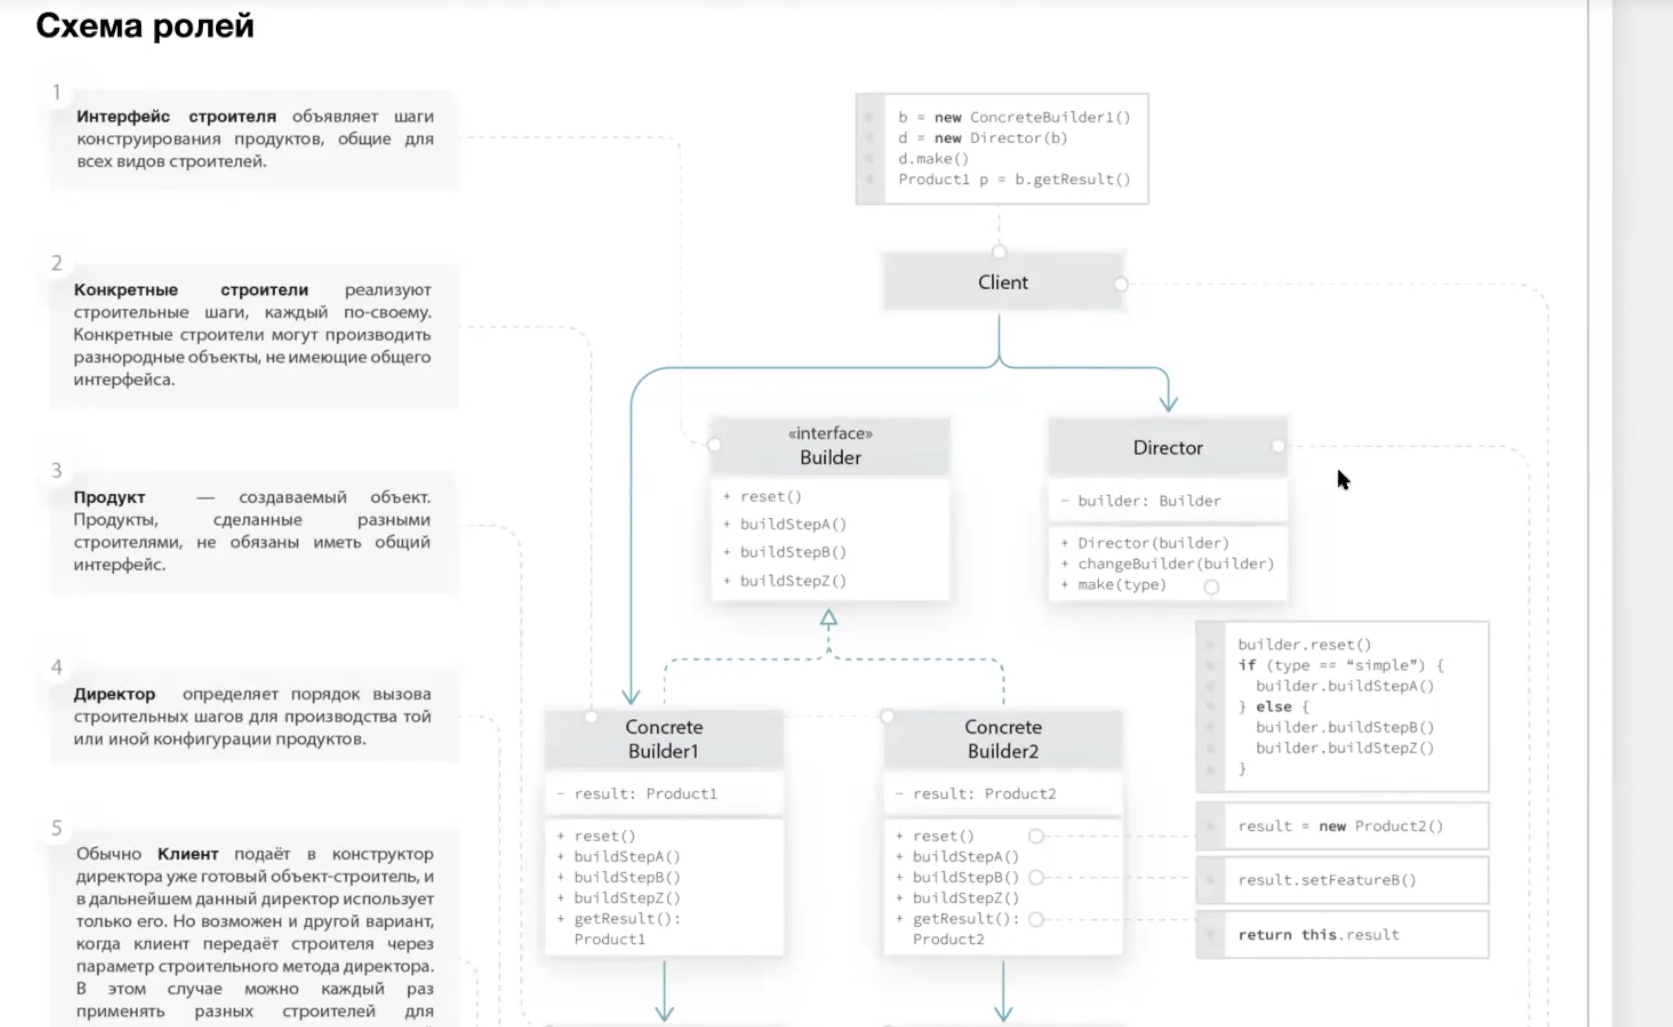 Схема ролей
1
Интерфейс строителя объявляет шаги
конструирования продуктов, общие для
всех видов строителей.
2
Конкретные строители реализуют
строительные шаги, каждый по-своему.
Конкретные строители могут производить
разнородные объекты, не имеющие общего
интерфейса.
3
Продукт — создаваемый объект.
Продукты, сделанные разными
строителями, не обязаны иметь общий
интерфейс.
4
Директор определяет порядок вызова
строительных шагов для производства той
или иной конфигурации продуктов.
5
Обычно Клиент подаёт в конструктор
директора уже готовый объект-строитель, и
в дальнейшем данный директор использует
только его. Но возможен и другой вариант,
когда клиент передаёт строителя через
параметр строительного метода директора.
В этом случае можно каждый раз
применять разных строителей для
b = new ConcreteBuilder1()
d = new Director(b)
d.make()
Product1 p = b.getResult()
Client
«interface»
Builder
+ reset()
+ buildStepA()
+ buildStepB()
+ buildStepZ()
Director
- builder: Builder
+ Director(builder)
+ changeBuilder(builder)
+ make(type)
builder.reset()
if (type == “simple”) {
builder.buildStepA()
} else {
builder.buildStepB()
builder.buildStepZ()
}
Concrete
Builder1
- result: Product1
+ reset()
+ buildStepA()
+ buildStepB()
+ buildStepZ()
+ getResult():
Product1
Concrete
Builder2
- result: Product2
+ reset()
+ buildStepA()
+ buildStepB()
+ buildStepZ()
+ getResult():
Product2
result = new Product2()
result.setFeatureB()
return this.result